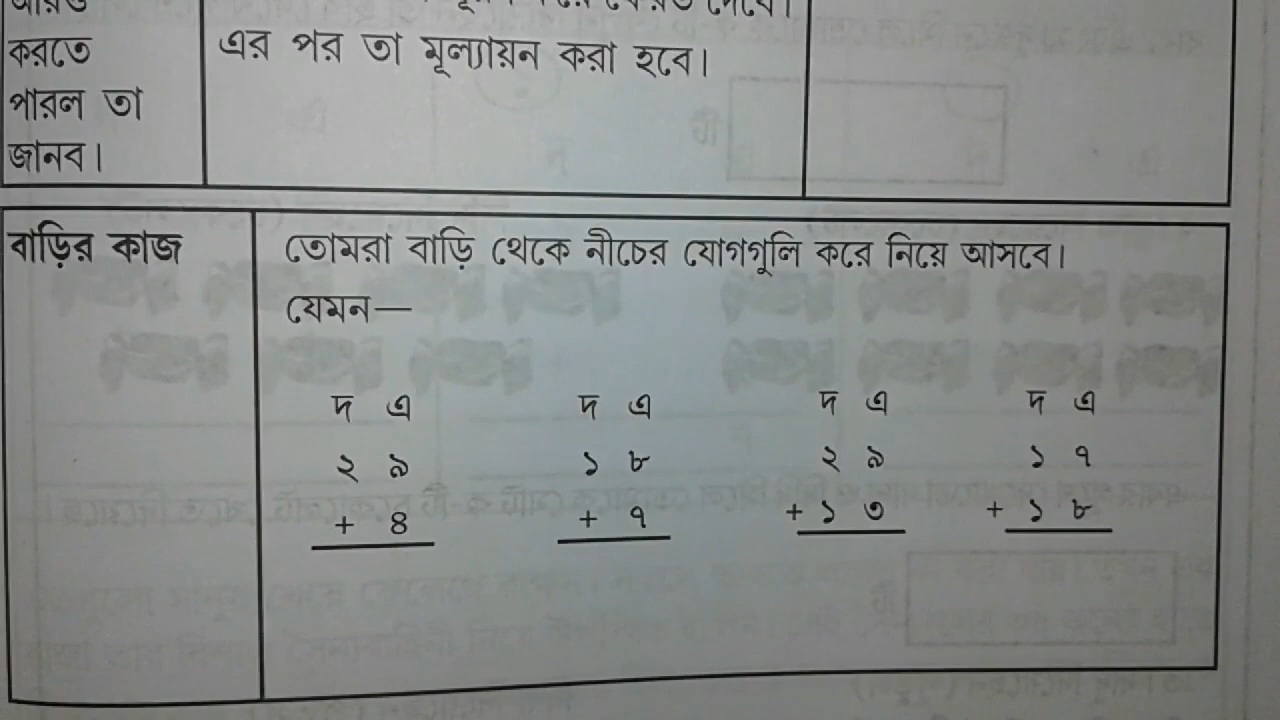 করতে
পারল তা
জানব।
এর পর তা মূল্যায়ন করা হবে।
বাড়ির কাজ
তোমরা বাড়ি থেকে নীচের যোগগুলি করে নিয়ে আসবে।
যেমন—
দ এ দ এ দ এ দ এ
২ ৯ ১ ৮ ২ ৯ ১ ৭
+ ৪ + ৭ + ১ ৩ + ১ ৮